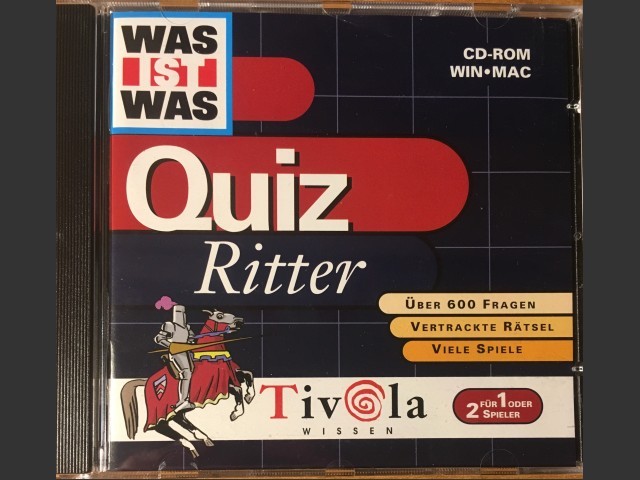 WAS
IST
WAS
CD-ROM
WIN•MAC
Quiz
Ritter
ÜBER 600 FRAGEN
VERTRACKTE RÄTSEL
VIELE SPIELE
Tivola
WISSEN
FÜR 1 ODER
2 SPIELER